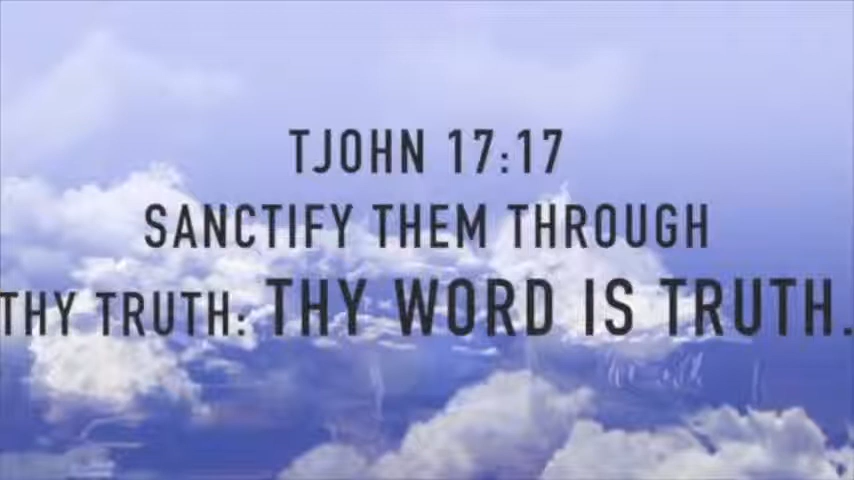 TJOHN 17:17
SANCTIFY THEM THROUGH
THY TRUTH: THY WORD IS TRUTH.